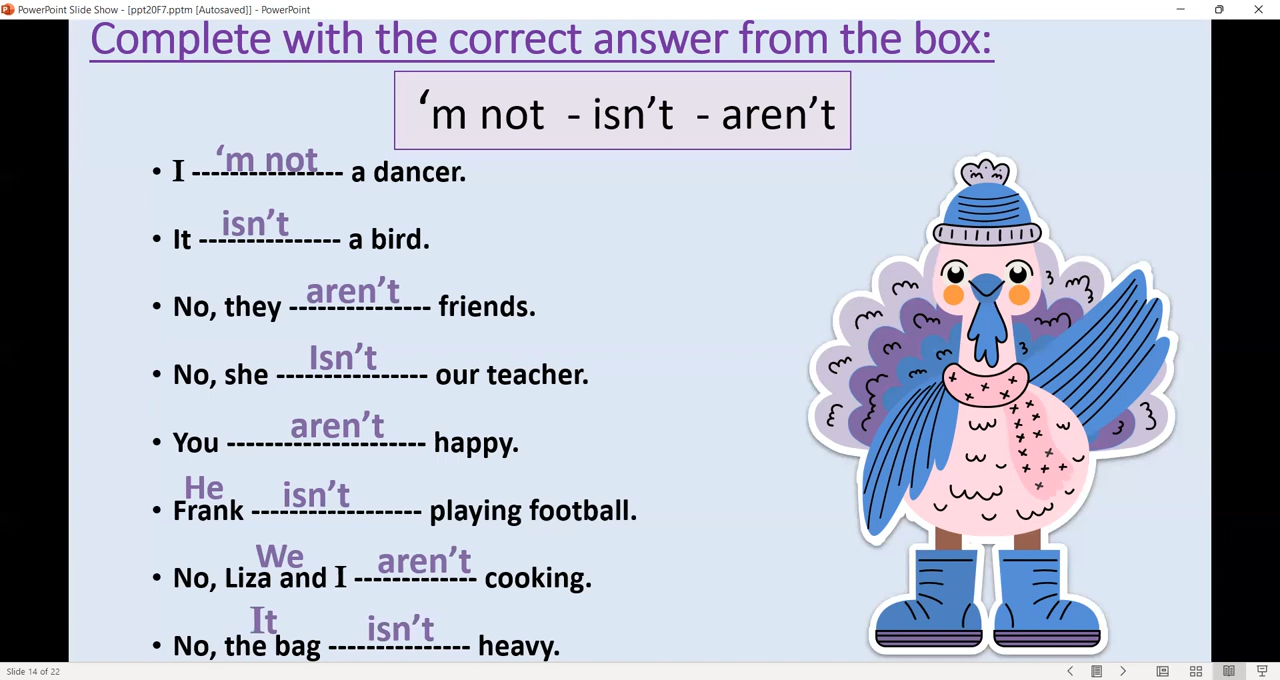 PowerPoint Slide Show - [ppt20F7.pptm [Autosaved]] - PowerPoint
Complete with the correct answer from the box:
‘m not - isn’t - aren’t
• I ---------------- ‘m not a dancer.
• It --------------- isn’t a bird.
• No, they --------------- aren’t friends.
• No, she ---------------- Isn’t our teacher.
• You --------------------- aren’t happy.
He
• Frank ------------------ isn’t playing football.
We
• No, Liza and I ------------- aren’t cooking.
It
• No, the bag --------------- isn’t heavy.
Slide 14 of 22